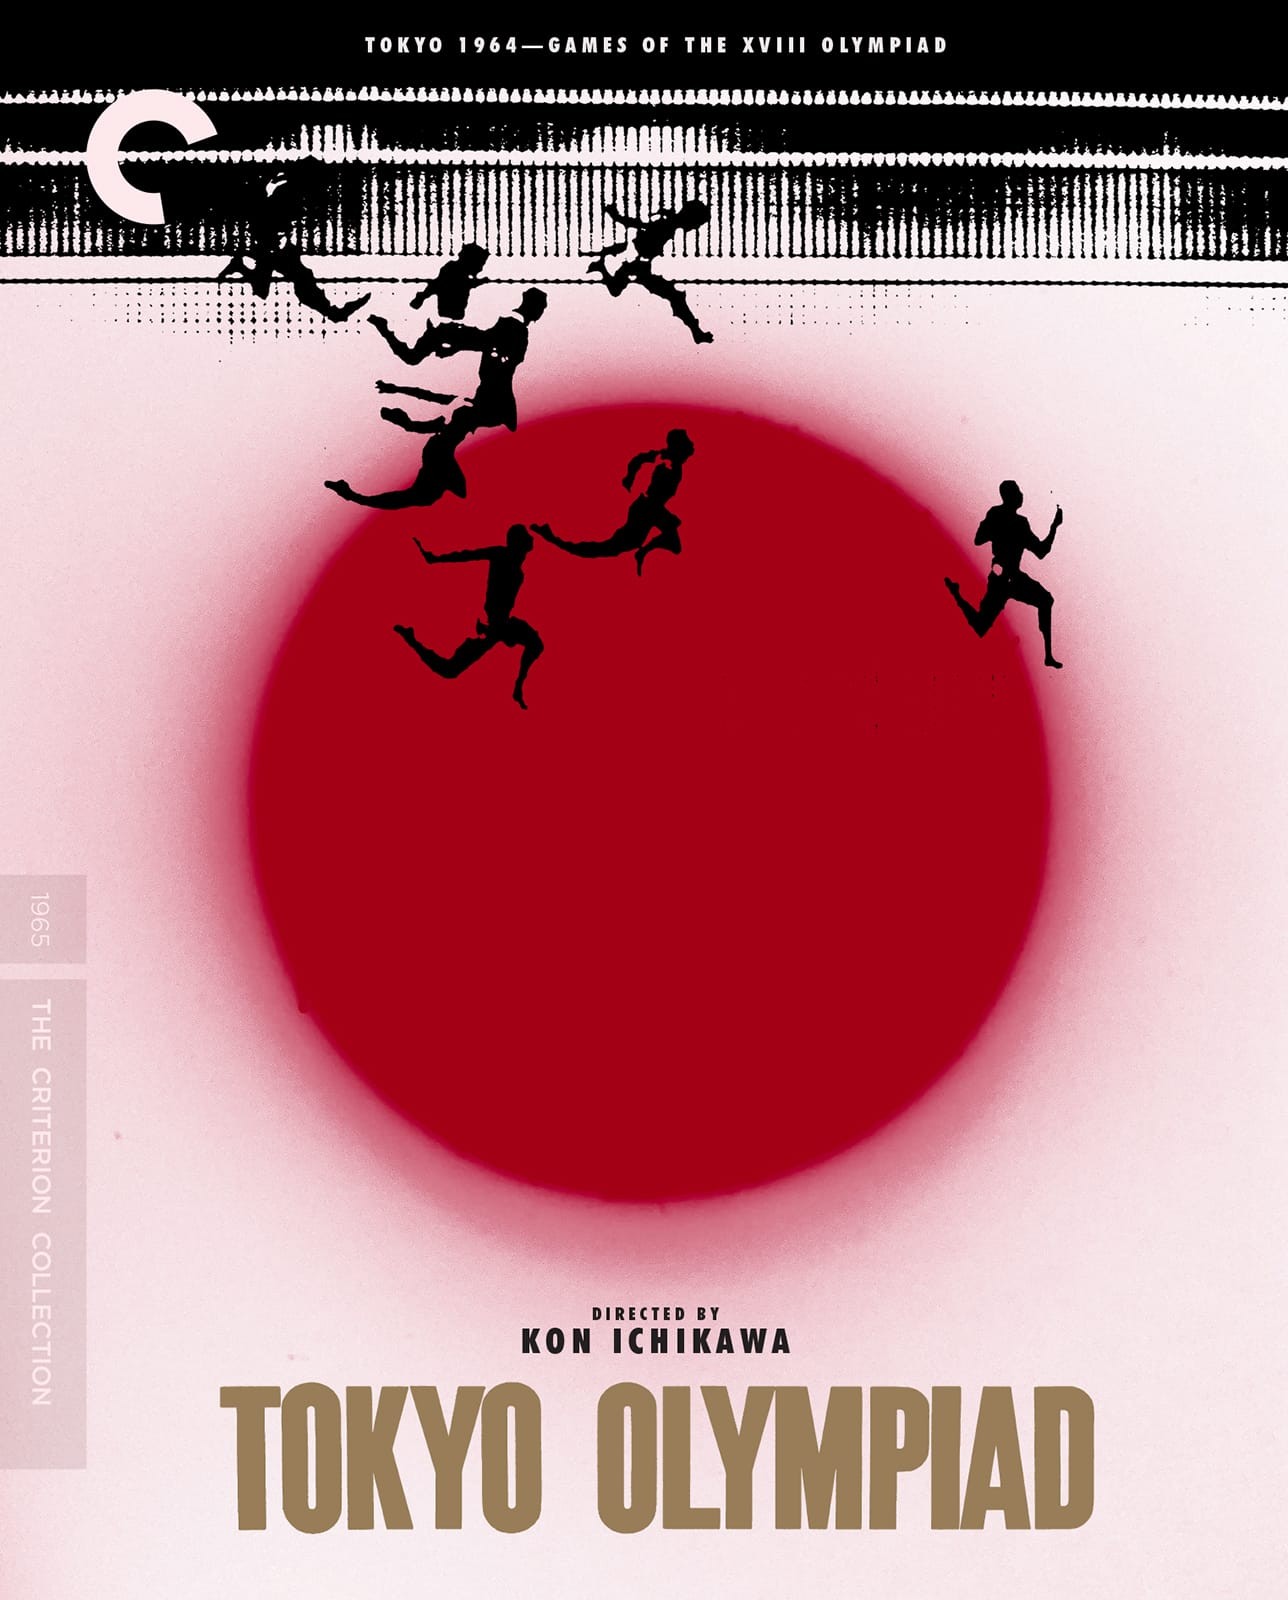 TOKYO 1964—GAMES OF THE XVIII OLYMPIAD
1965
THE CRITERION COLLECTION
DIRECTED BY
KON ICHIKAWA
TOKYO OLYMPIAD